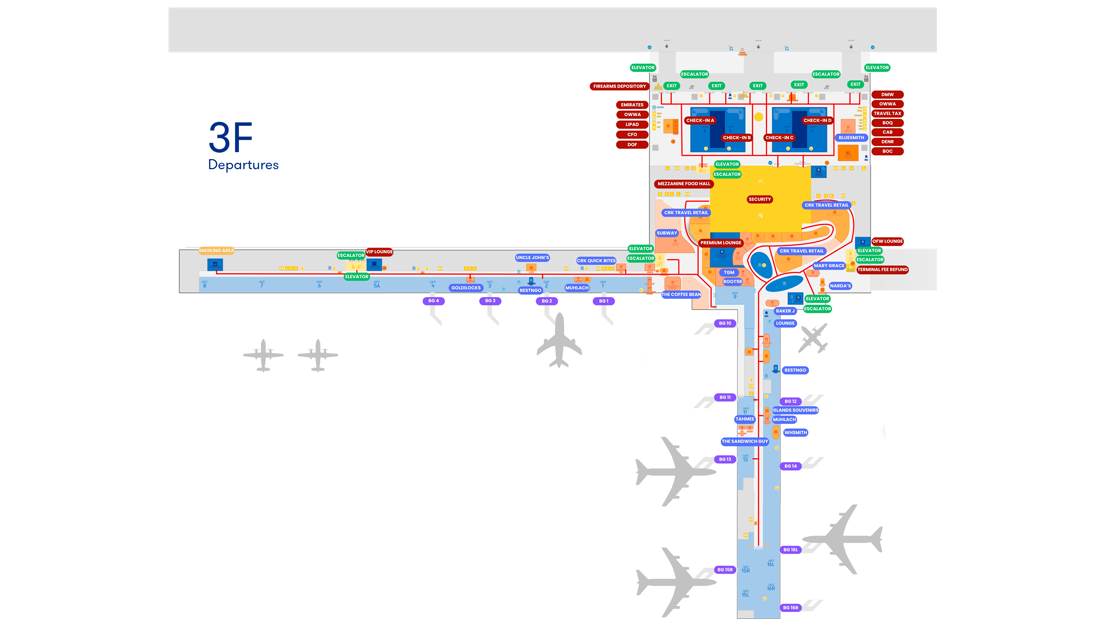 3F
Departures
ELEVATOR
ESCALATOR
ESCALATOR
ELEVATOR
FIREARMS DEPOSITORY
EXIT
EXIT
EXIT
EXIT
EXIT
EMIRATES
OWWA
LIPAD
CFO
DOF
DMW
OWWA
TRAVEL TAX
BOQ
CAB
DENR
BOC
CHECK-IN A
CHECK-IN B
CHECK-IN C
CHECK-IN D
BLUESMITH
ELEVATOR
ESCALATOR
MEZZANINE FOOD HALL
SECURITY
CRK TRAVEL RETAIL
CRK TRAVEL RETAIL
SUBWAY
PREMIUM LOUNGE
CRK TRAVEL RETAIL
OFW LOUNGE
ELEVATOR
ESCALATOR
MARY GRACE
TERMINAL FEE REFUND
SMOKING AREA
ESCALATOR
VIP LOUNGE
ELEVATOR
UNCLE JOHN'S
CRK QUICK BITES
ELEVATOR
ESCALATOR
TGM
ROOTSE
NARDA'S
GOLDILOCKS
RESTNGO
MUHLACH
THE COFFEE BEAN
ELEVATOR
ESCALATOR
BG 4
BG 3
BG 2
BG 1
BAKER J
LOUNGE
BG 10
RESTNGO
BG 11
BG 12
ISLANDS SOUVENIRS
TAHMEE
MUHLACH
WHSMITH
THE SANDWICH GUY
BG 13
BG 14
BG 16L
BG 15R
BG 16R